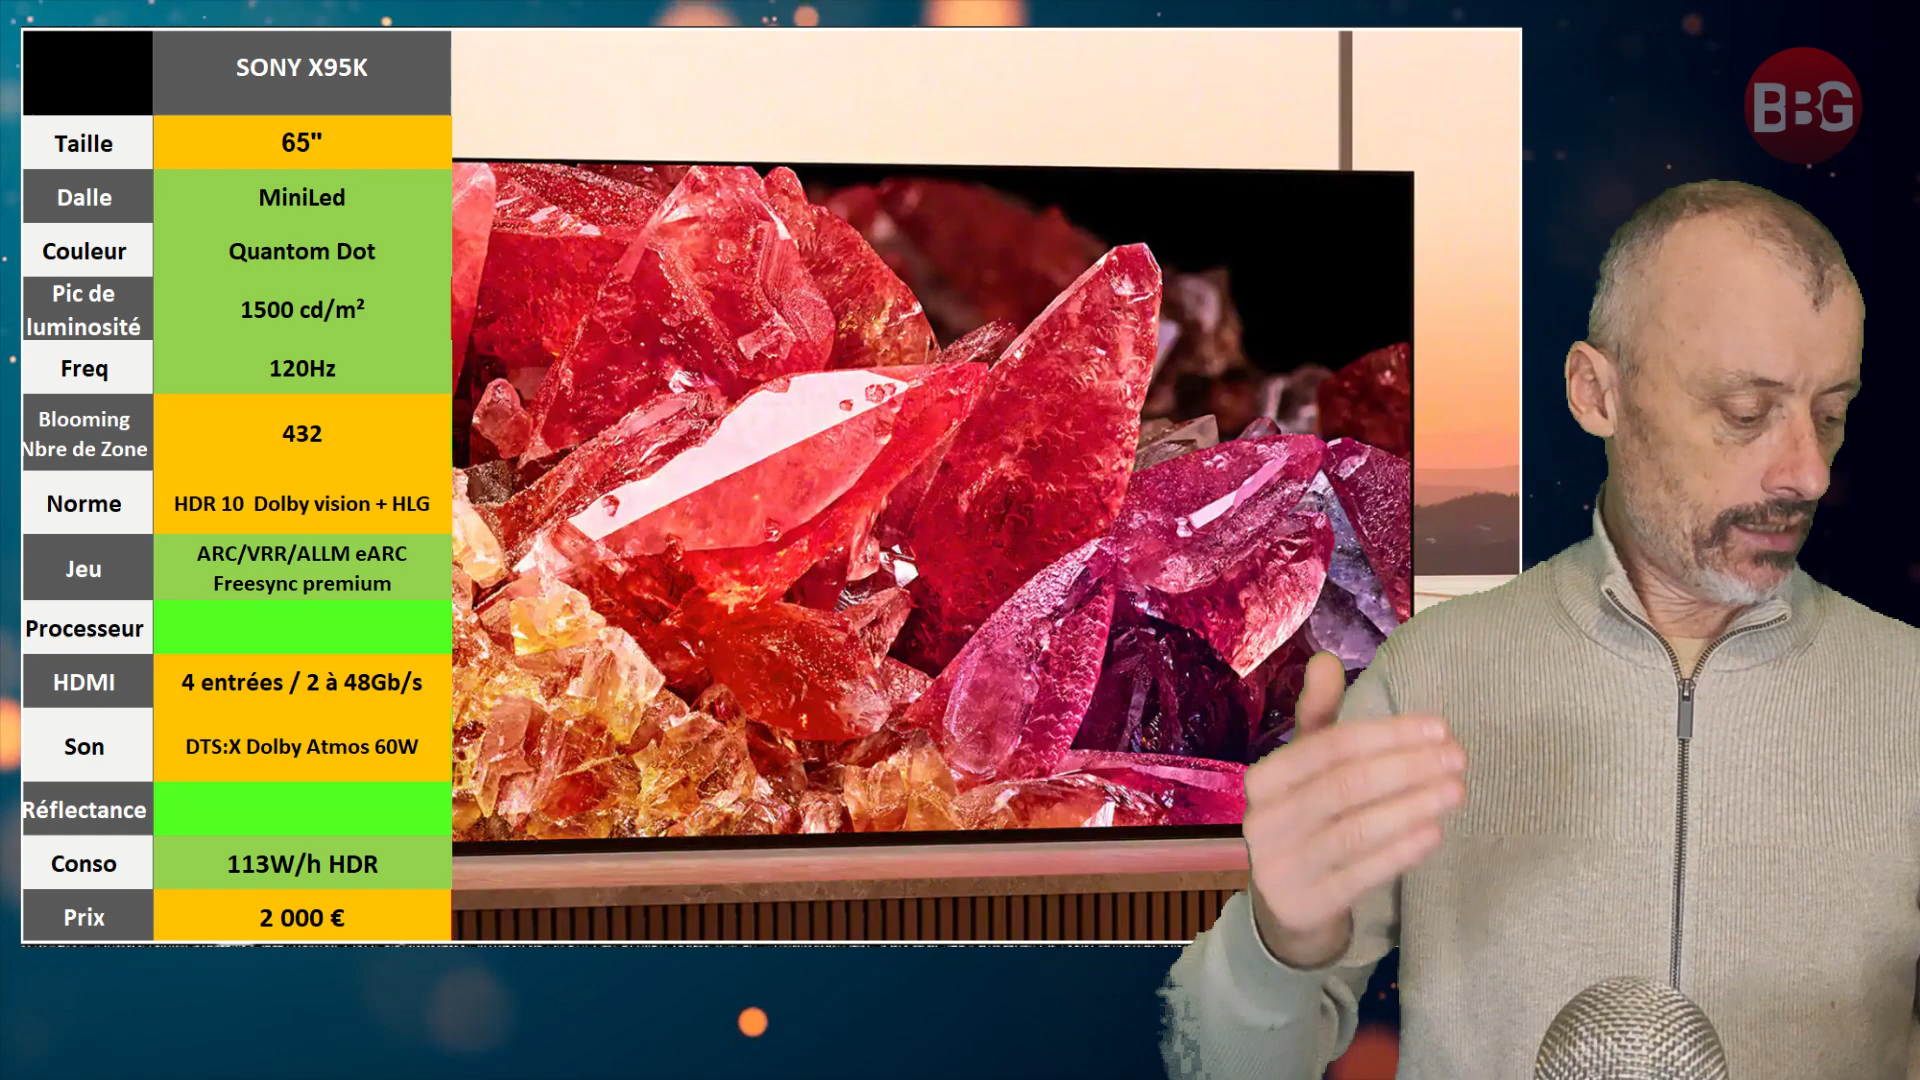 SONY X95K
Taille 65"
Dalle MiniLed
Couleur Quantom Dot
Pic de luminosité 1500 cd/m²
Freq 120Hz
Blooming
Nbre de Zone 432
Norme HDR 10 Dolby vision + HLG
Jeu ARC/VRR/ALLM eARC
Freesync premium
Processeur
HDMI 4 entrées / 2 à 48Gb/s
Son DTS:X Dolby Atmos 60W
Réflectance
Conso 113W/h HDR
Prix 2 000 €
BBG